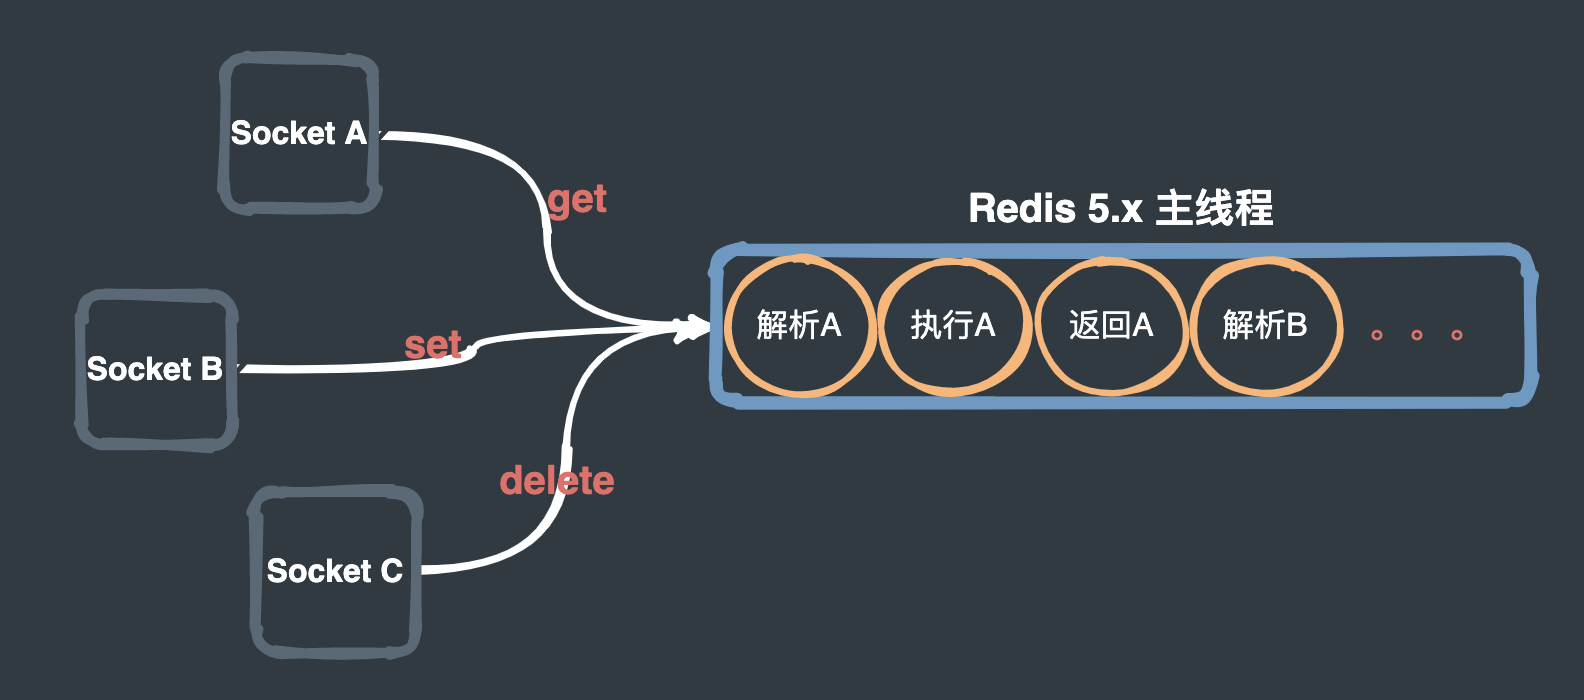 Socket A
get
Redis 5.x 主线程
Socket B
set
解析A
执行A
返回A
解析B
。。。
delete
Socket C